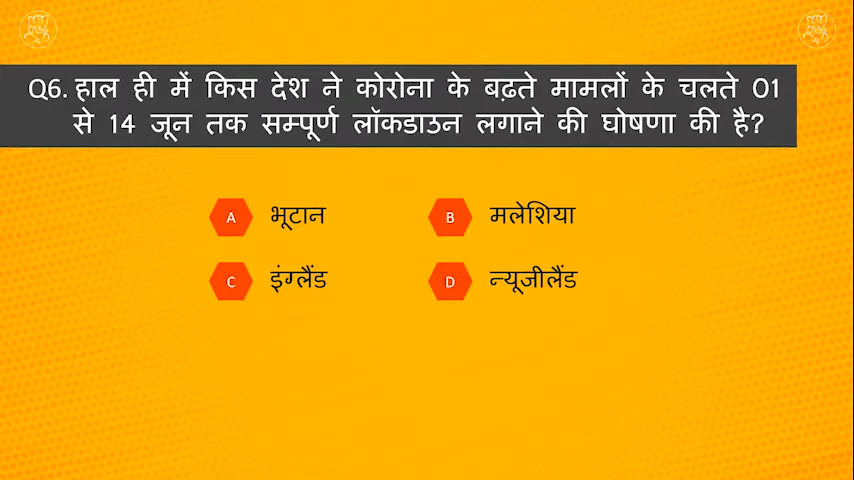 Q6. हाल ही में किस देश ने कोरोना के बढ़ते मामलों के चलते 01
से 14 जून तक सम्पूर्ण लॉकडाउन लगाने की घोषणा की है?
A भूटान
B मलेशिया
C इंग्लैंड
D न्यूजीलैंड